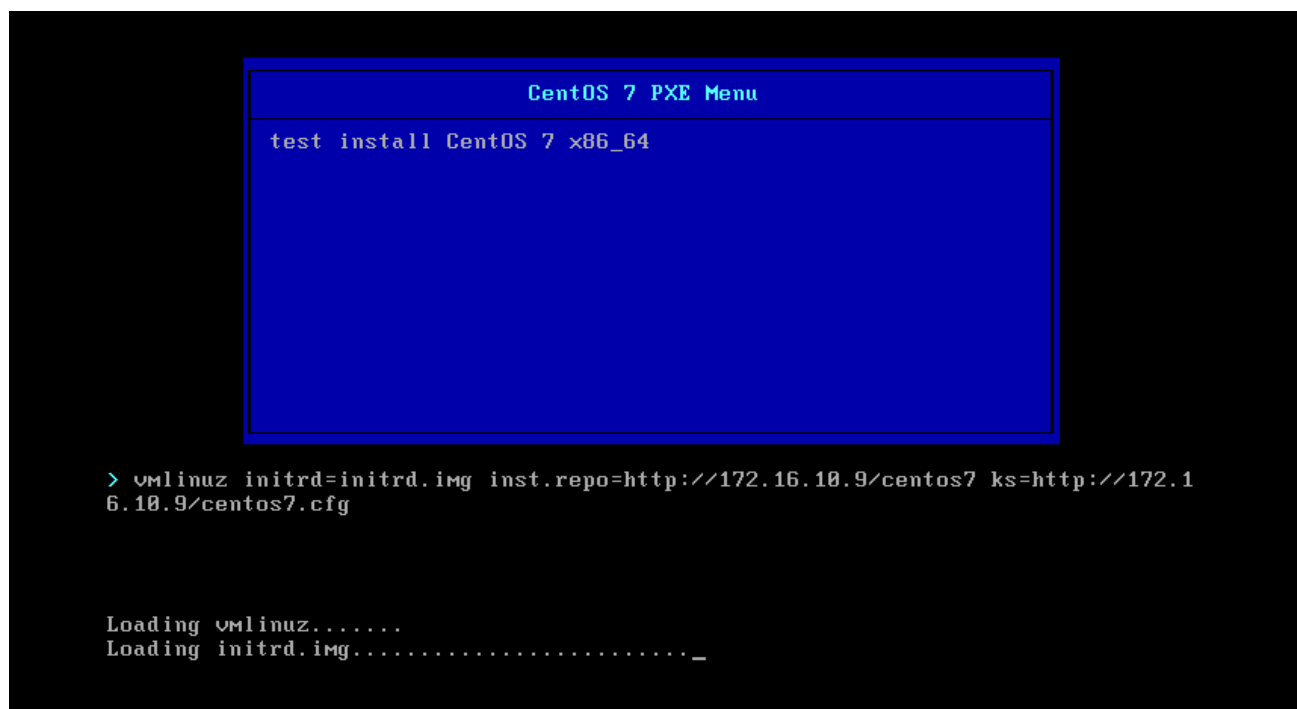 CentOS 7 PXE Menu
test install CentOS 7 x86_64
> vmlinuz initrd=initrd.img inst.repo=http://172.16.10.9/centos7 ks=http://172.1
6.10.9/centos7.cfg
Loading vmlinuz.......
Loading initrd.img........................._